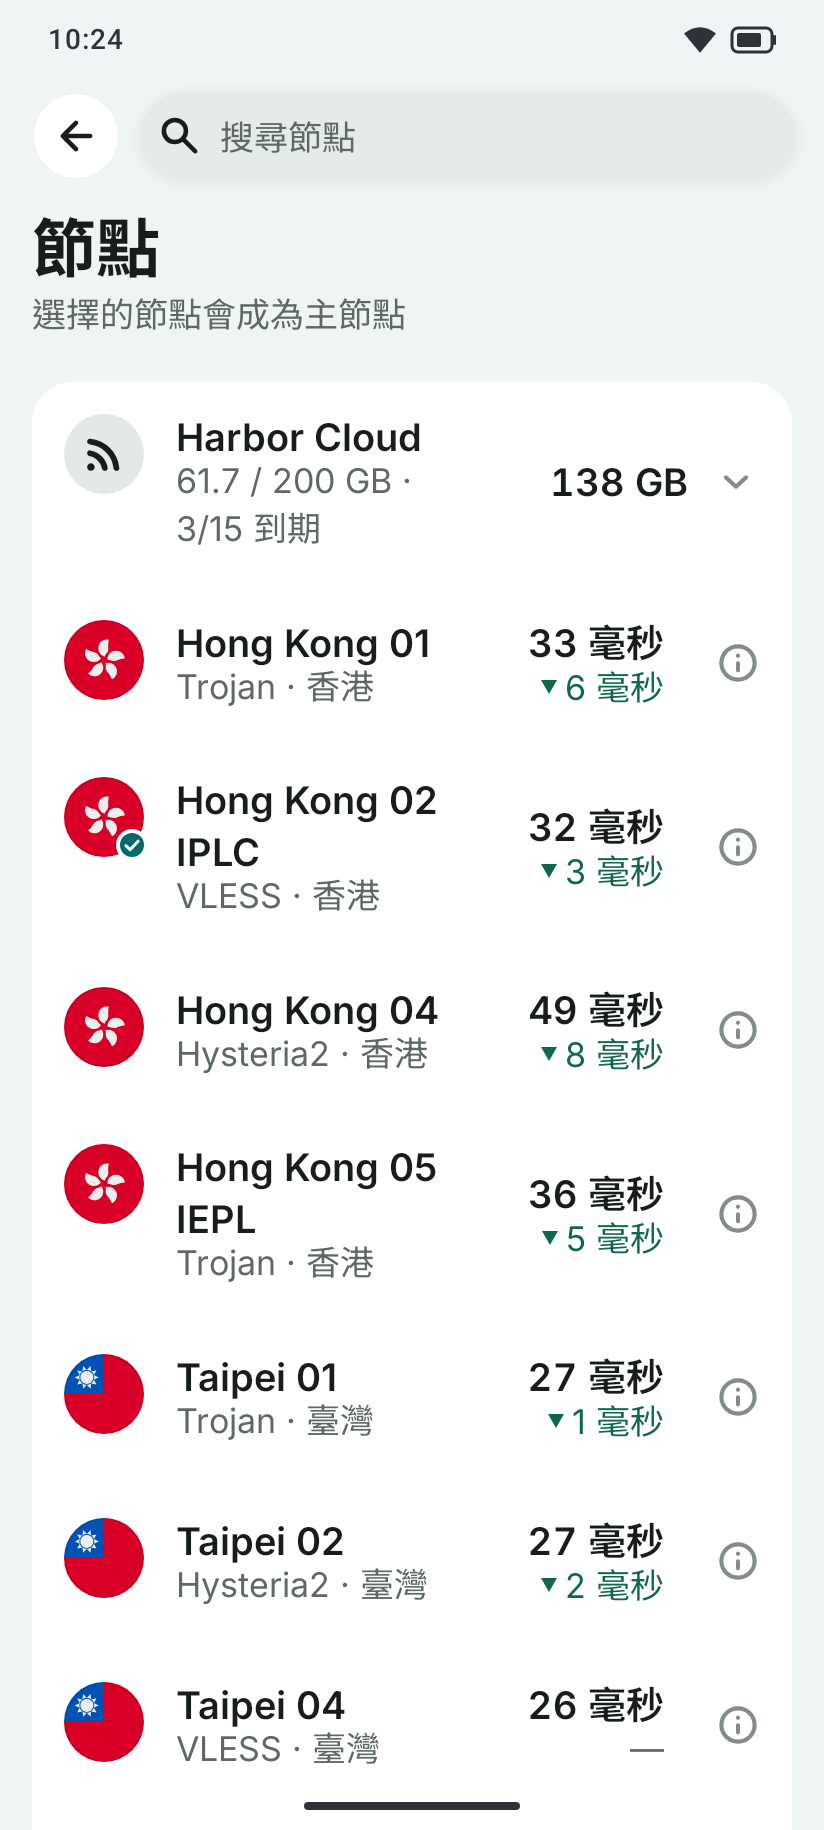 10:24
搜尋節點
節點
選擇的節點會成為主節點
Harbor Cloud
61.7 / 200 GB ·
3/15 到期
138 GB
Hong Kong 01
Trojan · 香港
33 毫秒
▼6 毫秒
Hong Kong 02
IPLC
VLESS · 香港
32 毫秒
▼3 毫秒
Hong Kong 04
Hysteria2 · 香港
49 毫秒
▼8 毫秒
Hong Kong 05
IEPL
Trojan · 香港
36 毫秒
▼5 毫秒
Taipei 01
Trojan · 臺灣
27 毫秒
▼1 毫秒
Taipei 02
Hysteria2 · 臺灣
27 毫秒
▼2 毫秒
Taipei 04
VLESS · 臺灣
26 毫秒
—